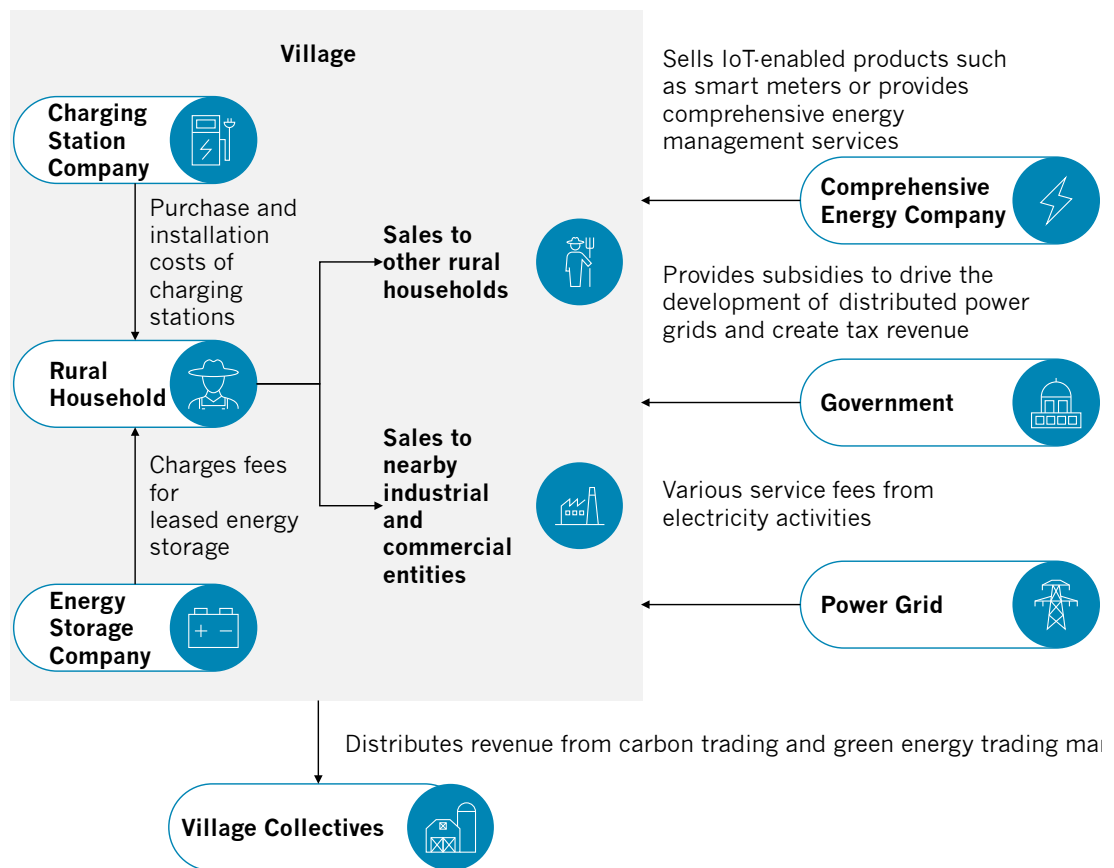 Village
Charging
Station
Company
Purchase and
installation
costs of
charging
stations
Rural
Household
Charges fees
for
leased energy
storage
Energy
Storage
Company
Sales to
other rural
households
Sales to
nearby
industrial
and
commercial
entities
Sells IoT-enabled products such
as smart meters or provides
comprehensive energy
management services
Comprehensive
Energy Company
Provides subsidies to drive the
development of distributed power
grids and create tax revenue
Government
Various service fees from
electricity activities
Power Grid
Distributes revenue from carbon trading and green energy trading
Village Collectives